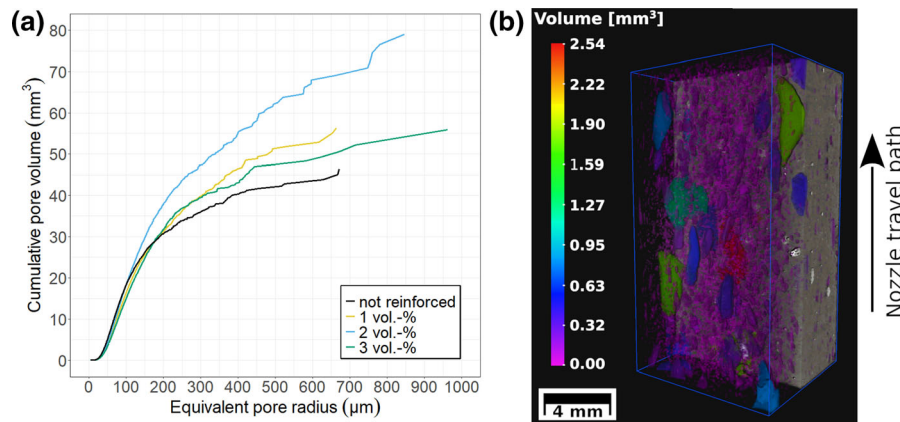 (a)
80
70
60
50
40
30
20
10
0
Cumulative pore volume (mm³)
0 100 200 300 400 500 600 700 800 900 1000
Equivalent pore radius (µm)
not reinforced
1 vol.-%
2 vol.-%
3 vol.-%
(b)
Volume [mm³]
2.54
2.22
1.90
1.59
1.27
0.95
0.63
0.32
0.00
4 mm
Nozzle travel path